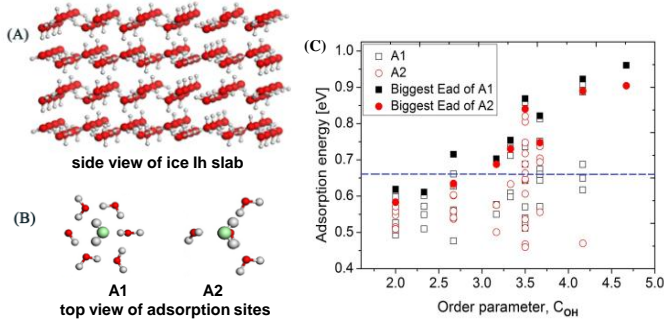 (A)
side view of ice Ih slab
(B)
A1 A2
top view of adsorption sites
(C)
Adsorption energy [eV]
1.0
0.9
0.8
0.7
0.6
0.5
0.4
A1
A2
Biggest Ead of A1
Biggest Ead of A2
2.0 2.5 3.0 3.5 4.0 4.5 5.0
Order parameter, COH